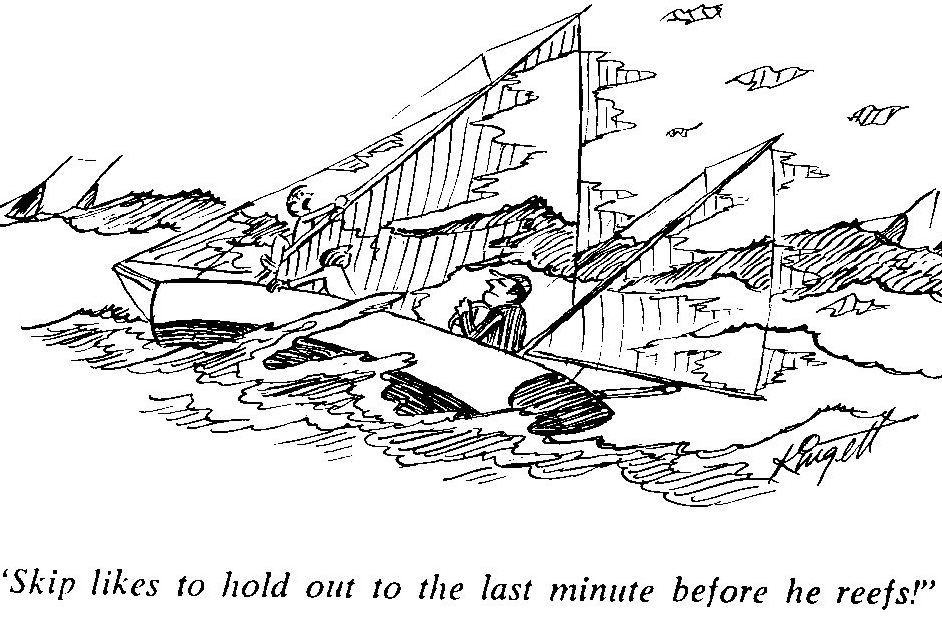 ‘Skip likes to hold out to the last minute before he reefs!”